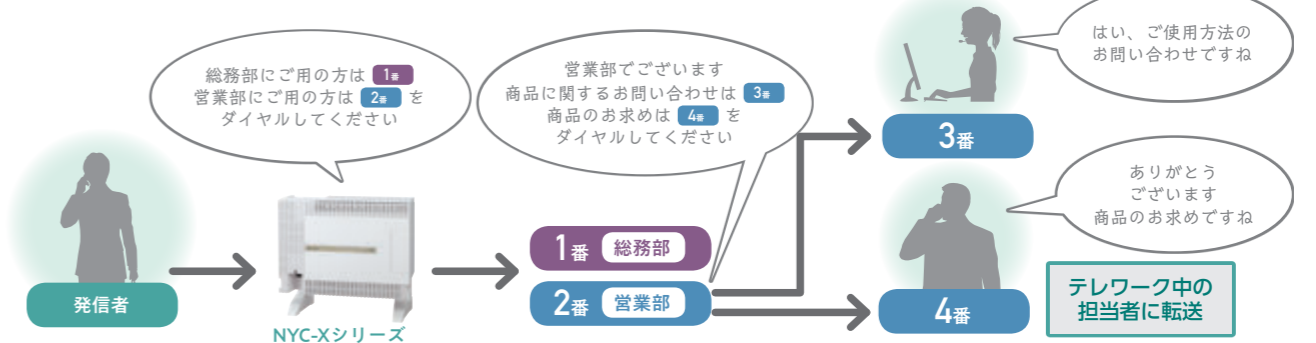 総務部にご用の方は 1番
営業部にご用の方は 2番 を
ダイヤルしてください
営業部でございます
商品に関するお問い合わせは 3番
商品のお求めは 4番 を
ダイヤルしてください
はい、ご使用方法の
お問い合わせですね
3番
ありがとう
ございます
商品のお求めですね
発信者
NYC-Xシリーズ
1番 総務部
2番 営業部
4番
テレワーク中の
担当者に転送